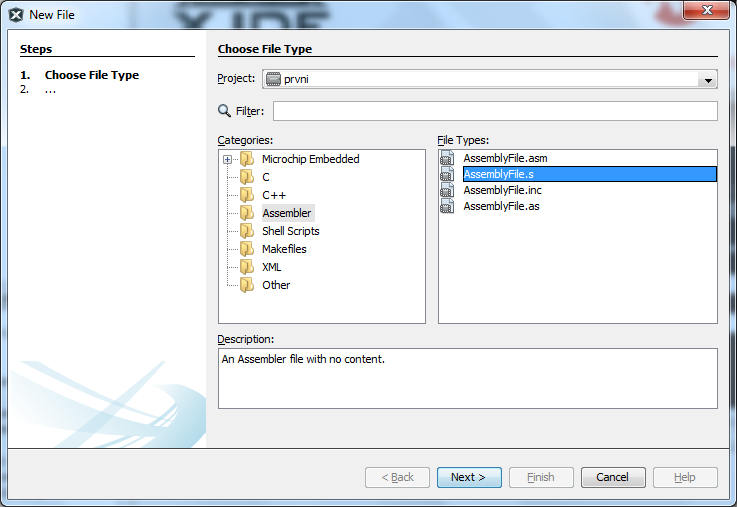 New File
X IDE
Steps
1. Choose File Type
2. ...
Choose File Type
Project: prvni
Filter:
Categories:
Microchip Embedded
C
C++
Assembler
Shell Scripts
Makefiles
XML
Other
File Types:
AssemblyFile.asm
AssemblyFile.s
AssemblyFile.inc
AssemblyFile.as
Description:
An Assembler file with no content.
< Back
Next >
Finish
Cancel
Help